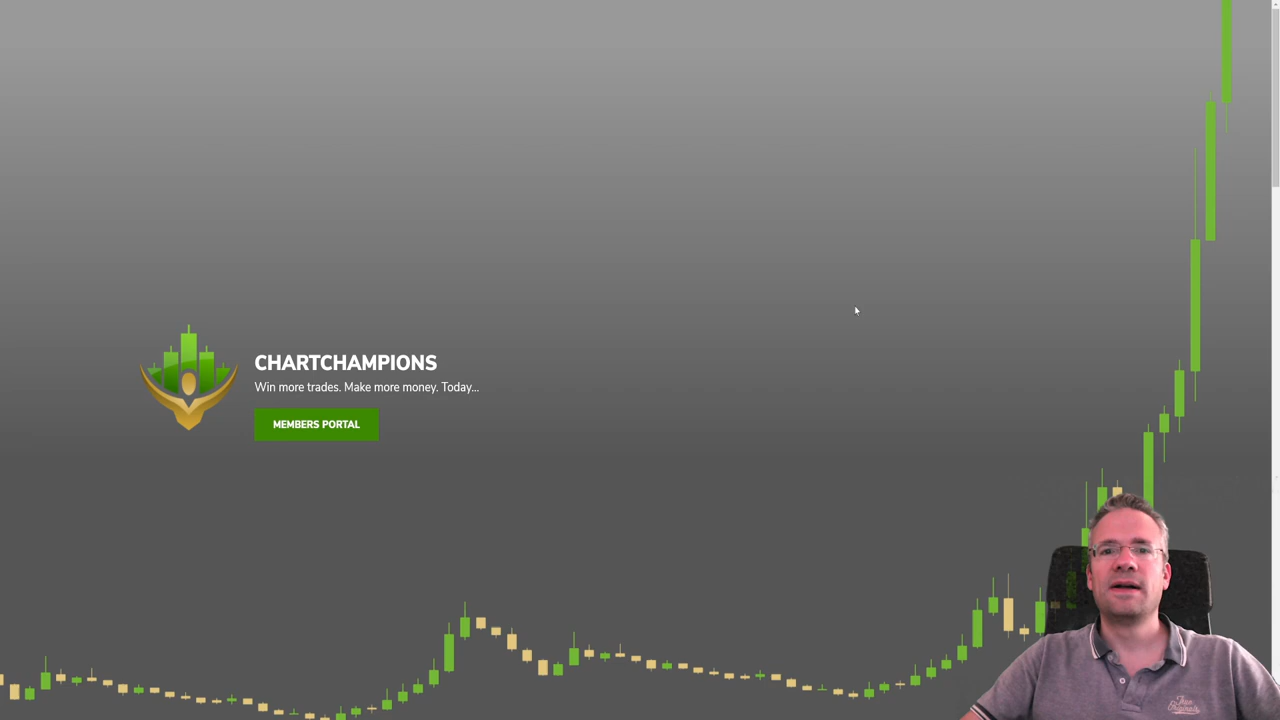 CHARTCHAMPIONS
Win more trades. Make more money. Today...
MEMBERS PORTAL